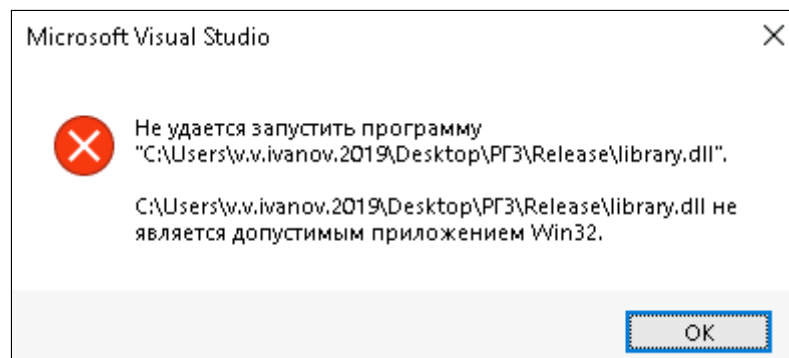 Microsoft Visual Studio
Не удается запустить программу
"C:\Users\v.v.ivanov.2019\Desktop\РГЗ\Release\library.dll".
C:\Users\v.v.ivanov.2019\Desktop\РГЗ\Release\library.dll не
является допустимым приложением Win32.
ОК